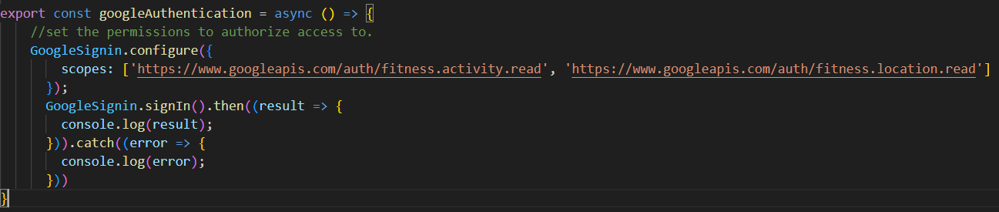 export const googleAuthentication = async () => {
//set the permissions to authorize access to.
GoogleSignin.configure({
scopes: ['https://www.googleapis.com/auth/fitness.activity.read', 'https://www.googleapis.com/auth/fitness.location.read']
});
GoogleSignin.signIn().then((result => {
console.log(result);
})).catch((error => {
console.log(error);
}))
}